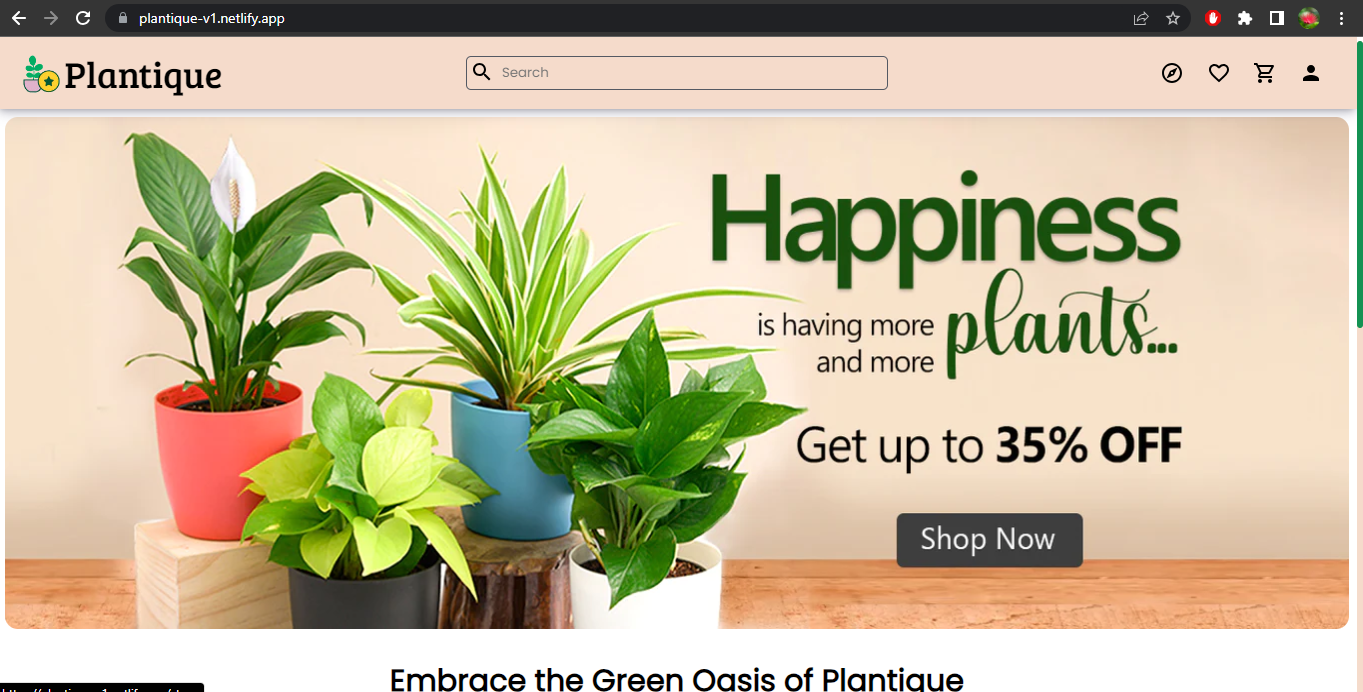 plantique-v1.netlify.app
Plantique
Search
Happiness
is having more plants...
and more
Get up to 35% OFF
Shop Now
Embrace the Green Oasis of Plantique